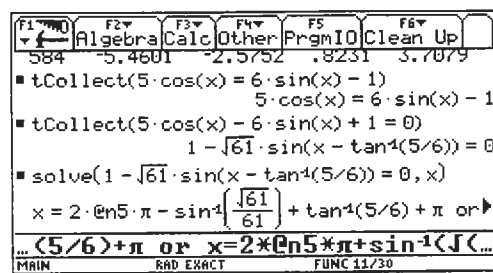 F1 F2 F3 F4 F5 F6
Algebra Calc Other PrgmIO Clean Up
584 -5.4601 -2.5752 .8231 3.7079
▪ tCollect(5·cos(x) = 6·sin(x) - 1)
5·cos(x) = 6·sin(x) - 1
▪ tCollect(5·cos(x) - 6·sin(x) + 1 = 0)
1 - √61·sin(x - tan⁻¹(5/6)) = 0
▪ solve(1 - √61·sin(x - tan⁻¹(5/6)) = 0, x)
x = 2·@n5·π - sin⁻¹(√61/61) + tan⁻¹(5/6) + π or ▶
…(5/6)+π or x=2*@n5*π+sin⁻¹(√(…
MAIN RAD EXACT FUNC 11/30